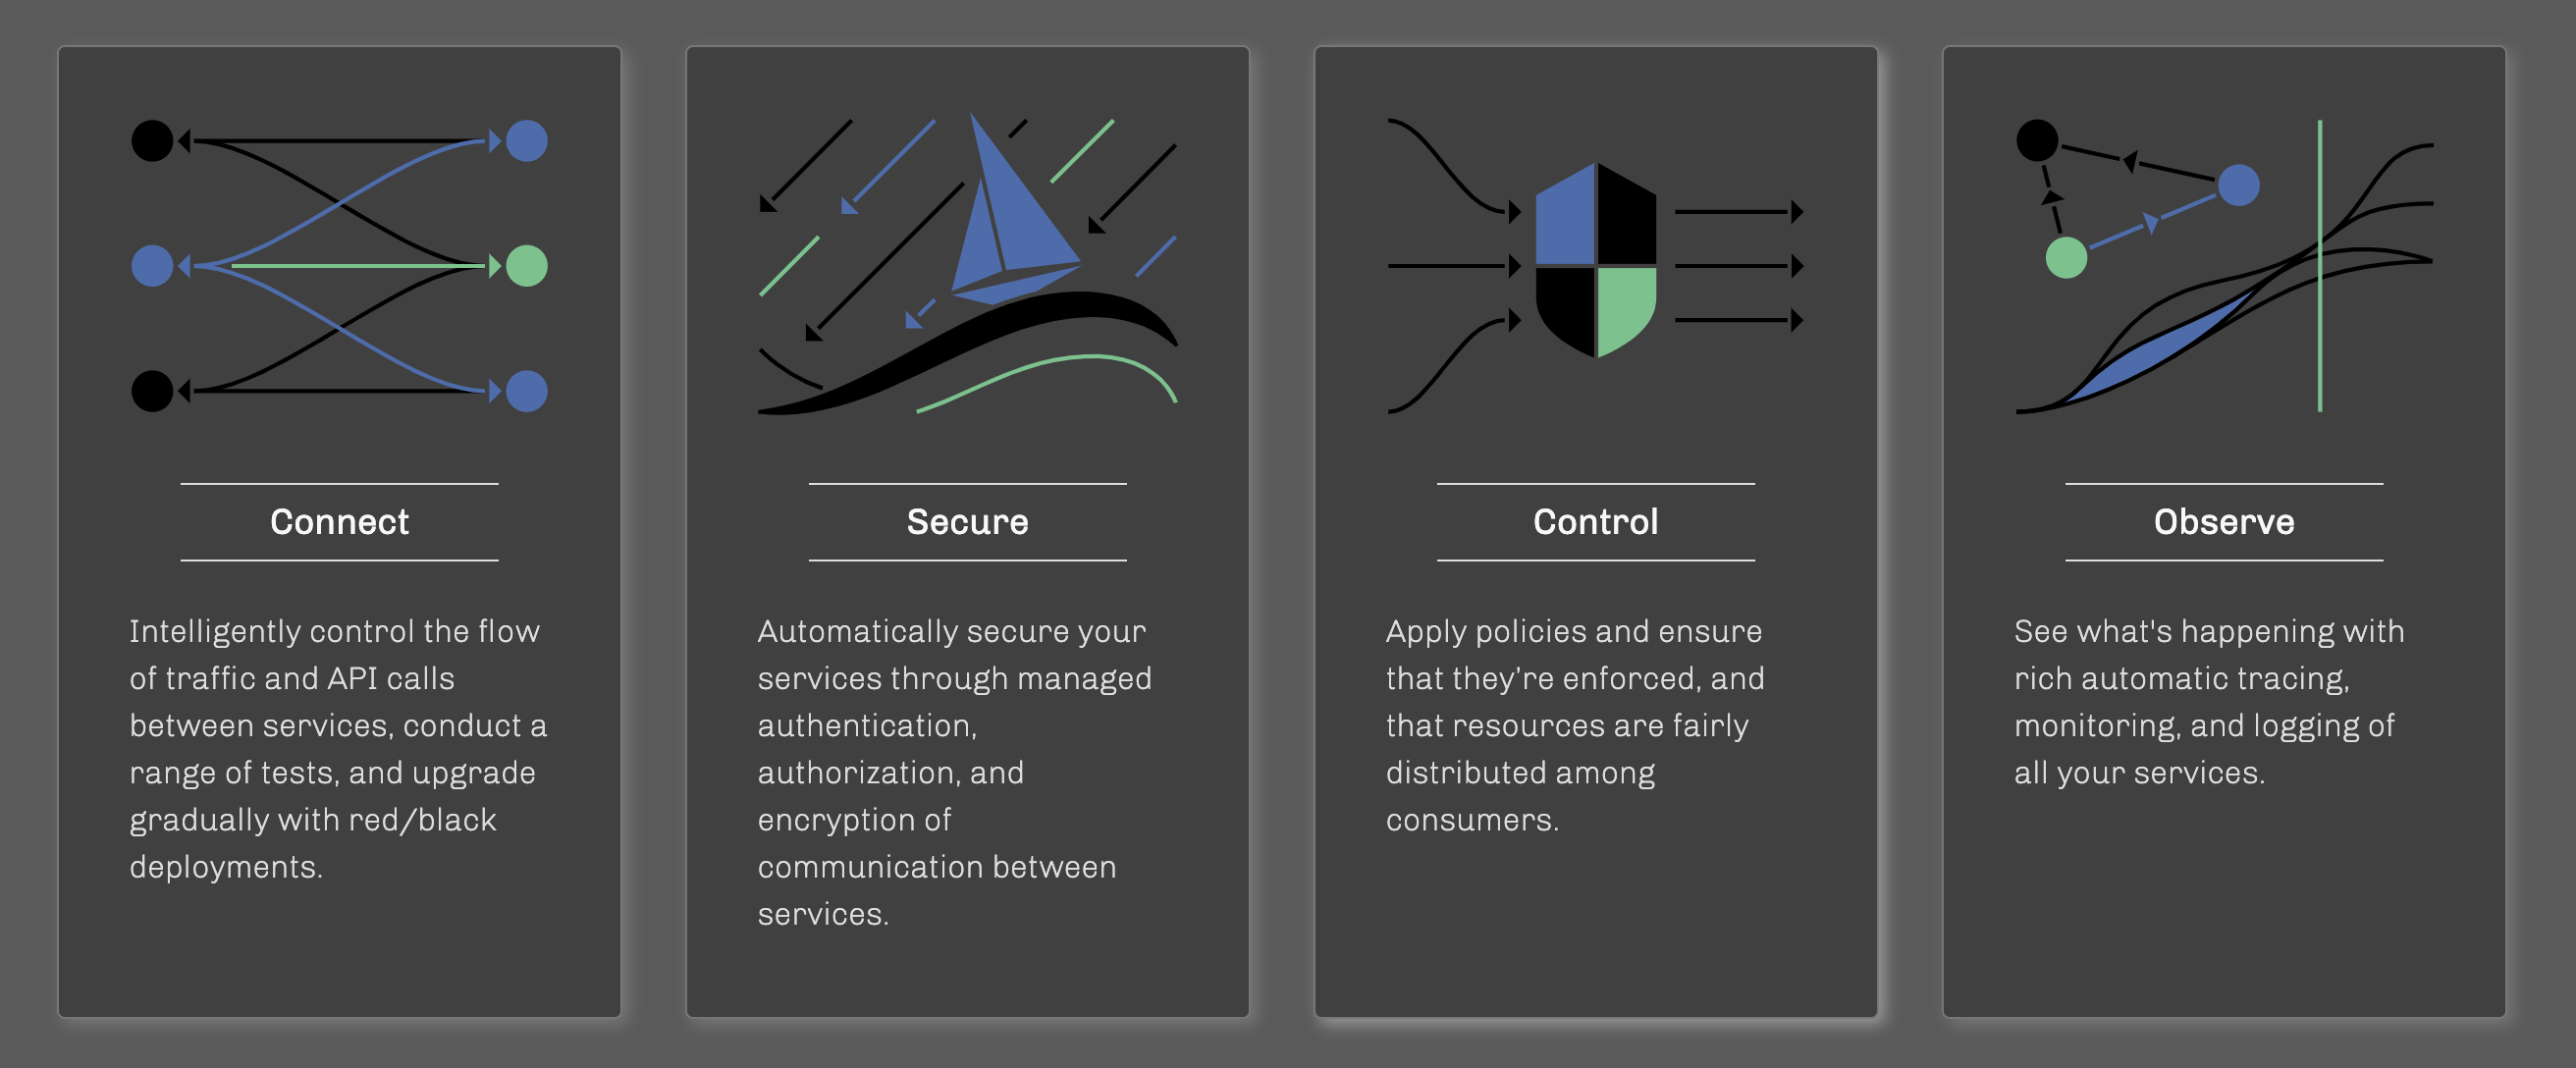 Connect
Intelligently control the flow
of traffic and API calls
between services, conduct a
range of tests, and upgrade
gradually with red/black
deployments.
Secure
Automatically secure your
services through managed
authentication,
authorization, and
encryption of
communication between
services.
Control
Apply policies and ensure
that they’re enforced, and
that resources are fairly
distributed among
consumers.
Observe
See what's happening with
rich automatic tracing,
monitoring, and logging of
all your services.